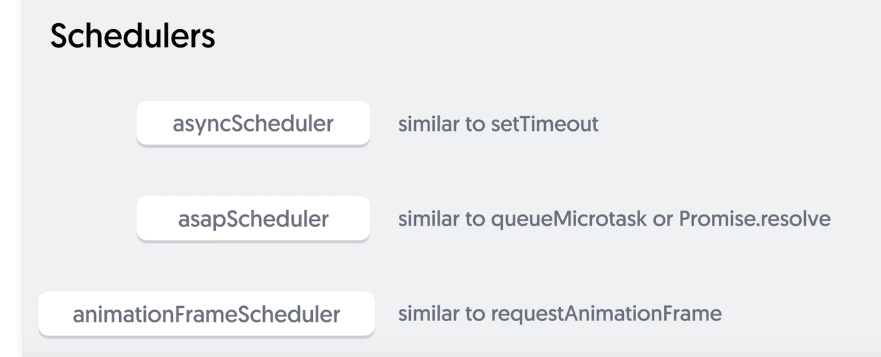 Schedulers
asyncScheduler similar to setTimeout
asapScheduler similar to queueMicrotask or Promise.resolve
animationFrameScheduler similar to requestAnimationFrame